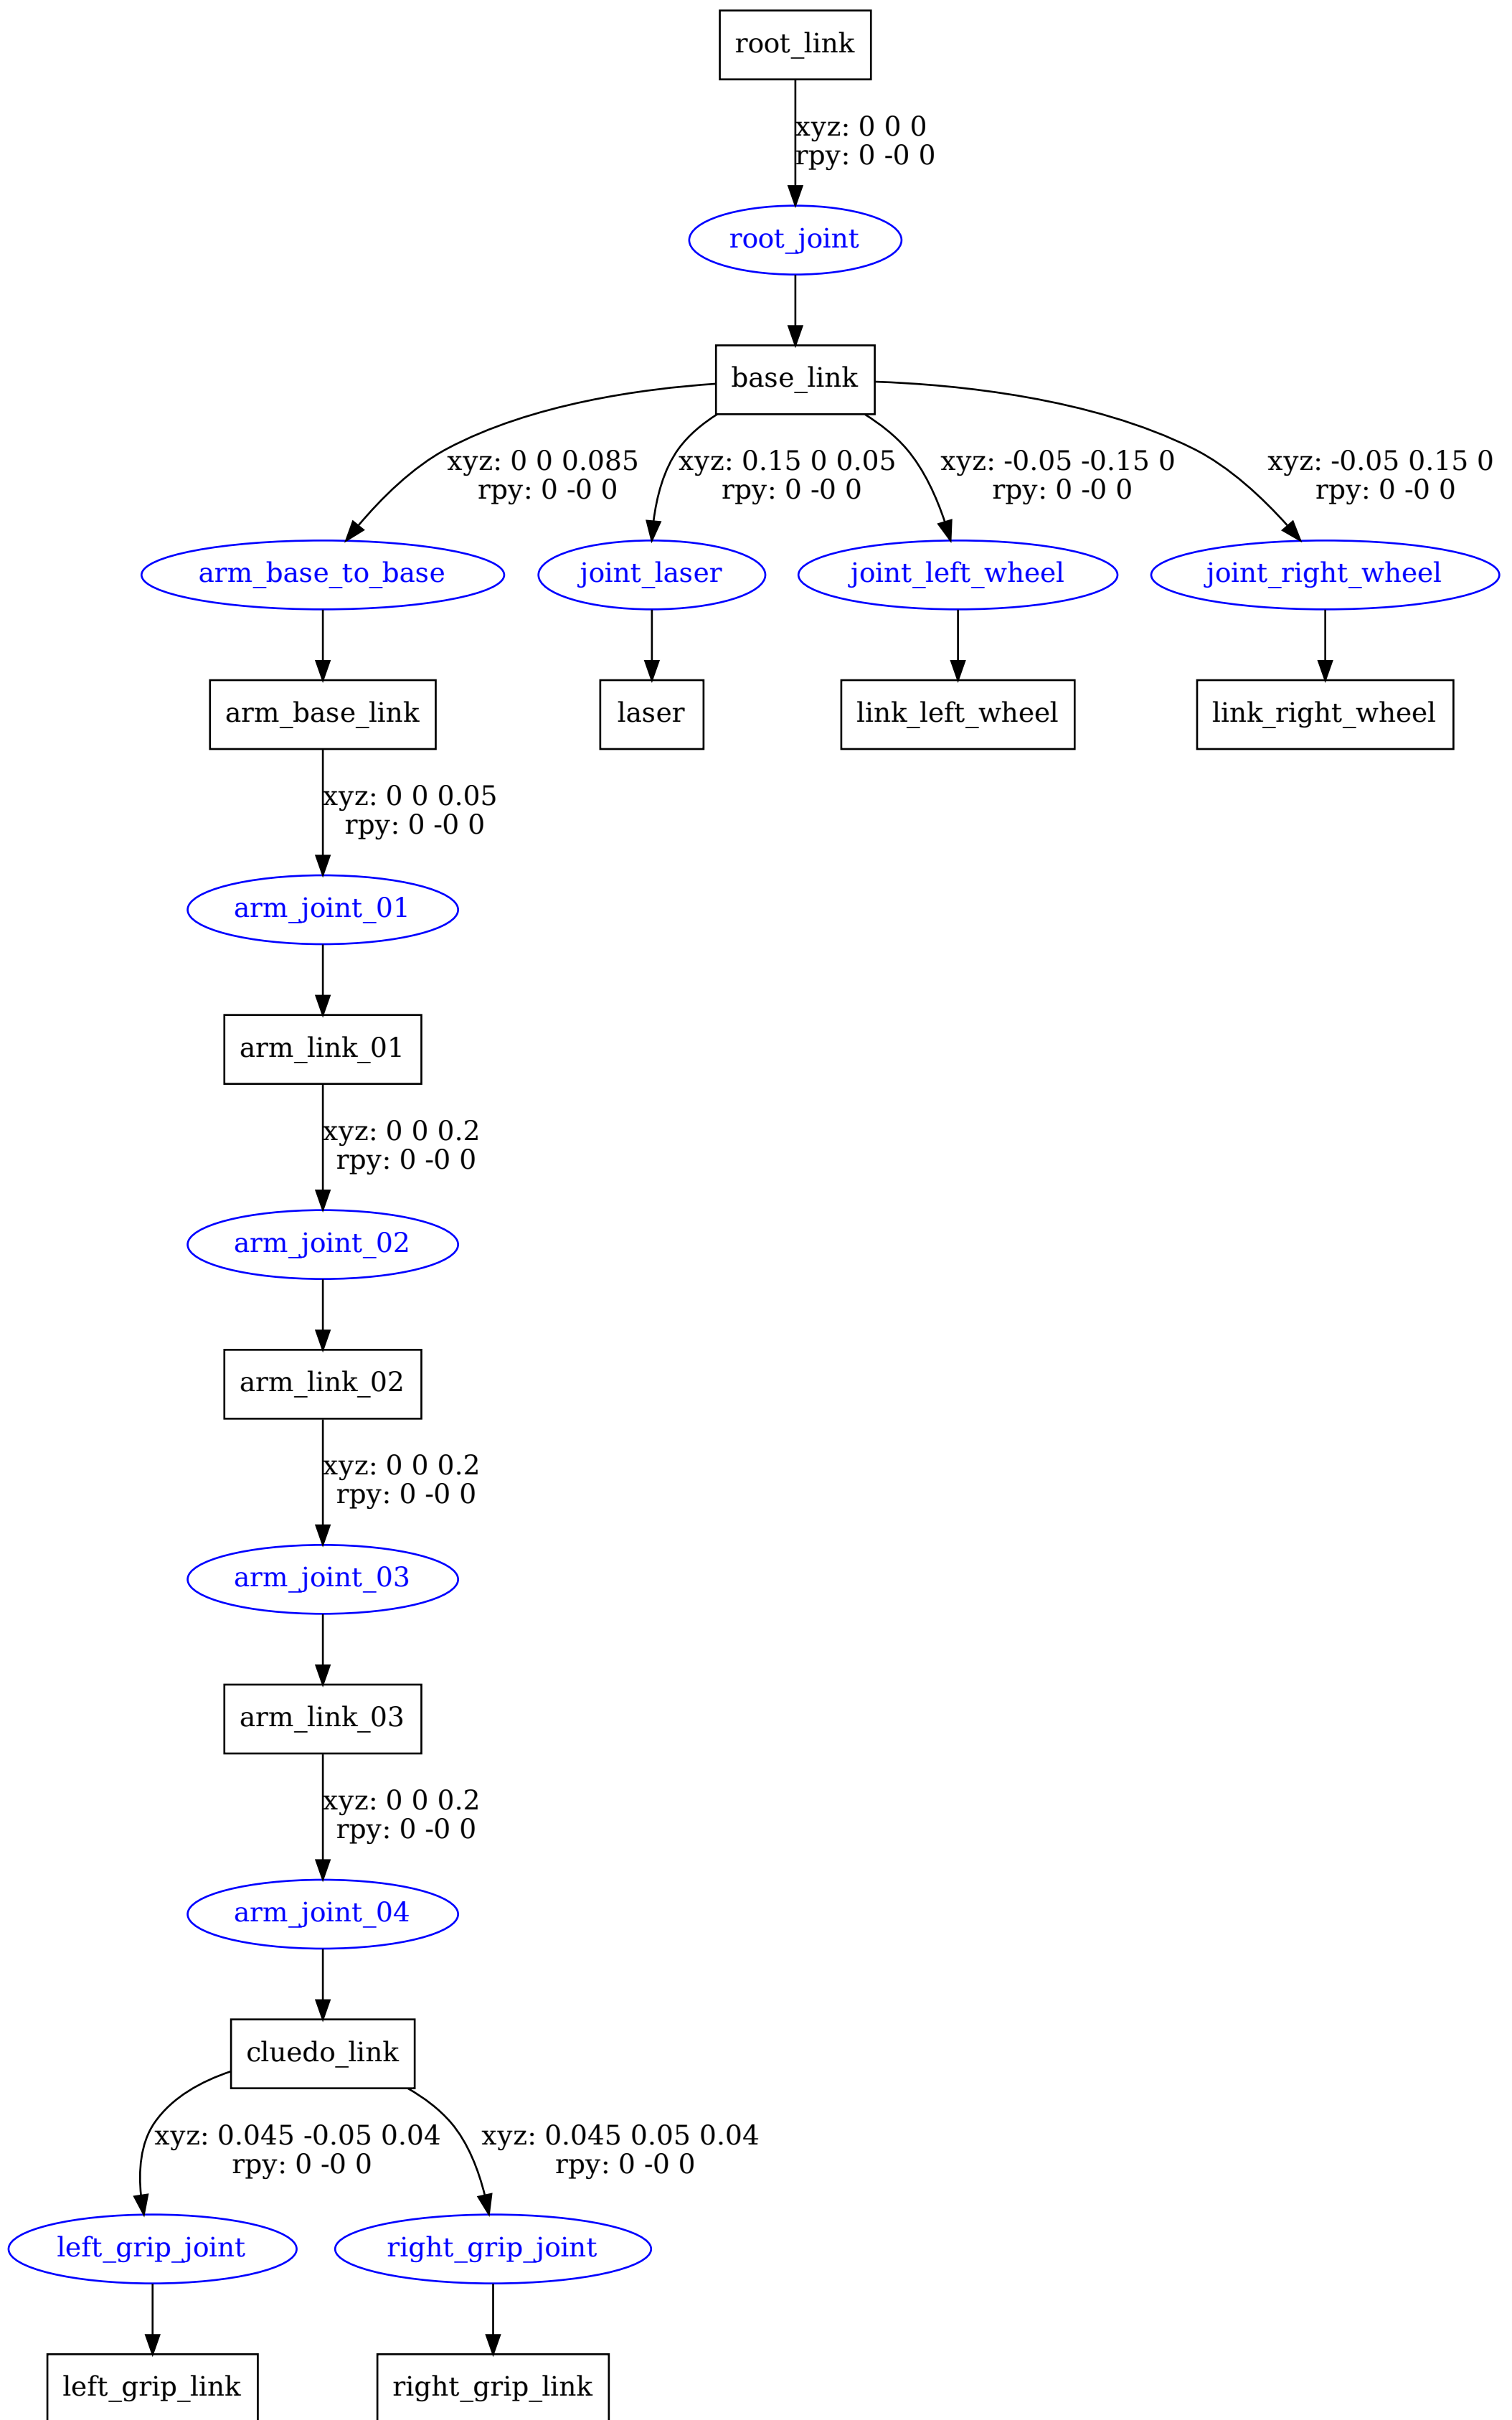 root_link
xyz: 0 0 0
rpy: 0 -0 0
root_joint
base_link
xyz: 0 0 0.085
rpy: 0 -0 0
xyz: 0.15 0 0.05
rpy: 0 -0 0
xyz: -0.05 -0.15 0
rpy: 0 -0 0
xyz: -0.05 0.15 0
rpy: 0 -0 0
arm_base_to_base
joint_laser
joint_left_wheel
joint_right_wheel
arm_base_link
laser
link_left_wheel
link_right_wheel
xyz: 0 0 0.05
rpy: 0 -0 0
arm_joint_01
arm_link_01
xyz: 0 0 0.2
rpy: 0 -0 0
arm_joint_02
arm_link_02
xyz: 0 0 0.2
rpy: 0 -0 0
arm_joint_03
arm_link_03
xyz: 0 0 0.2
rpy: 0 -0 0
arm_joint_04
cluedo_link
xyz: 0.045 -0.05 0.04
rpy: 0 -0 0
xyz: 0.045 0.05 0.04
rpy: 0 -0 0
left_grip_joint
right_grip_joint
left_grip_link
right_grip_link